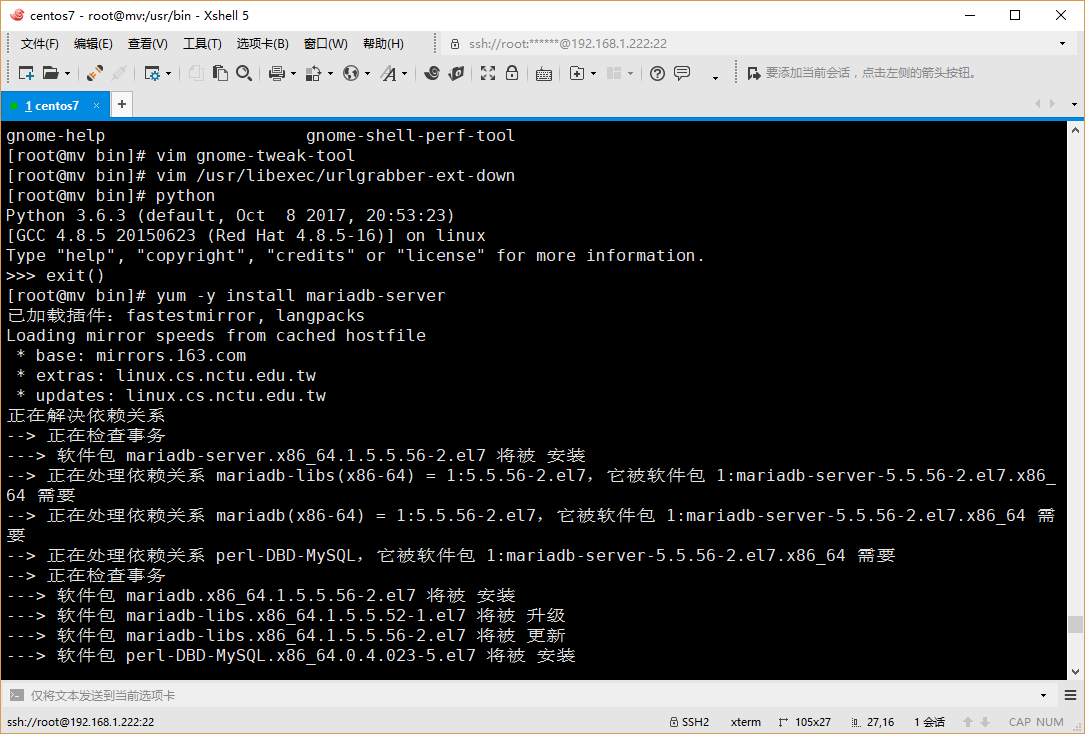 centos7 - root@mv:/usr/bin - Xshell 5
文件(F) 编辑(E) 查看(V) 工具(T) 选项卡(B) 窗口(W) 帮助(H) ssh://root:******@192.168.1.222:22
要添加当前会话，点击左侧的箭头按钮。
1 centos7 × +
gnome-help gnome-shell-perf-tool
[root@mv bin]# vim gnome-tweak-tool
[root@mv bin]# vim /usr/libexec/urlgrabber-ext-down
[root@mv bin]# python
Python 3.6.3 (default, Oct  8 2017, 20:53:23)
[GCC 4.8.5 20150623 (Red Hat 4.8.5-16)] on linux
Type "help", "copyright", "credits" or "license" for more information.
>>> exit()
[root@mv bin]# yum -y install mariadb-server
已加载插件：fastestmirror, langpacks
Loading mirror speeds from cached hostfile
 * base: mirrors.163.com
 * extras: linux.cs.nctu.edu.tw
 * updates: linux.cs.nctu.edu.tw
正在解决依赖关系
--> 正在检查事务
---> 软件包 mariadb-server.x86_64.1.5.5.56-2.el7 将被 安装
--> 正在处理依赖关系 mariadb-libs(x86-64) = 1:5.5.56-2.el7，它被软件包 1:mariadb-server-5.5.56-2.el7.x86_
64 需要
--> 正在处理依赖关系 mariadb(x86-64) = 1:5.5.56-2.el7，它被软件包 1:mariadb-server-5.5.56-2.el7.x86_64 需
要
--> 正在处理依赖关系 perl-DBD-MySQL，它被软件包 1:mariadb-server-5.5.56-2.el7.x86_64 需要
--> 正在检查事务
---> 软件包 mariadb.x86_64.1.5.5.56-2.el7 将被 安装
---> 软件包 mariadb-libs.x86_64.1.5.5.52-1.el7 将被 升级
---> 软件包 mariadb-libs.x86_64.1.5.5.56-2.el7 将被 更新
---> 软件包 perl-DBD-MySQL.x86_64.0.4.023-5.el7 将被 安装
仅将文本发送到当前选项卡
ssh://root@192.168.1.222:22 SSH2 xterm 105x27 27,16 1 会话 CAP NUM